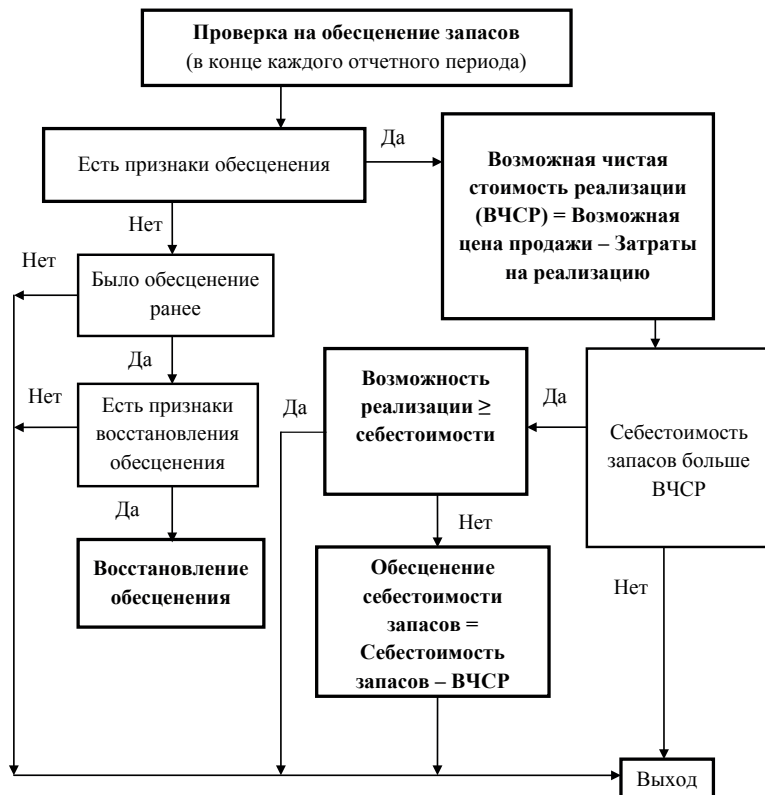 Проверка на обесценение запасов
(в конце каждого отчетного периода)
Есть признаки обесценения
Да
Возможная чистая
стоимость реализации
(ВЧСР) = Возможная
цена продажи – Затраты
на реализацию
Нет
Нет
Было обесценение
ранее
Да
Нет
Есть признаки
восстановления
обесценения
Да
Возможность
реализации ≥
себестоимости
Да
Себестоимость
запасов больше
ВЧСР
Да
Восстановление
обесценения
Нет
Обесценение
себестоимости
запасов =
Себестоимость
запасов – ВЧСР
Нет
Выход